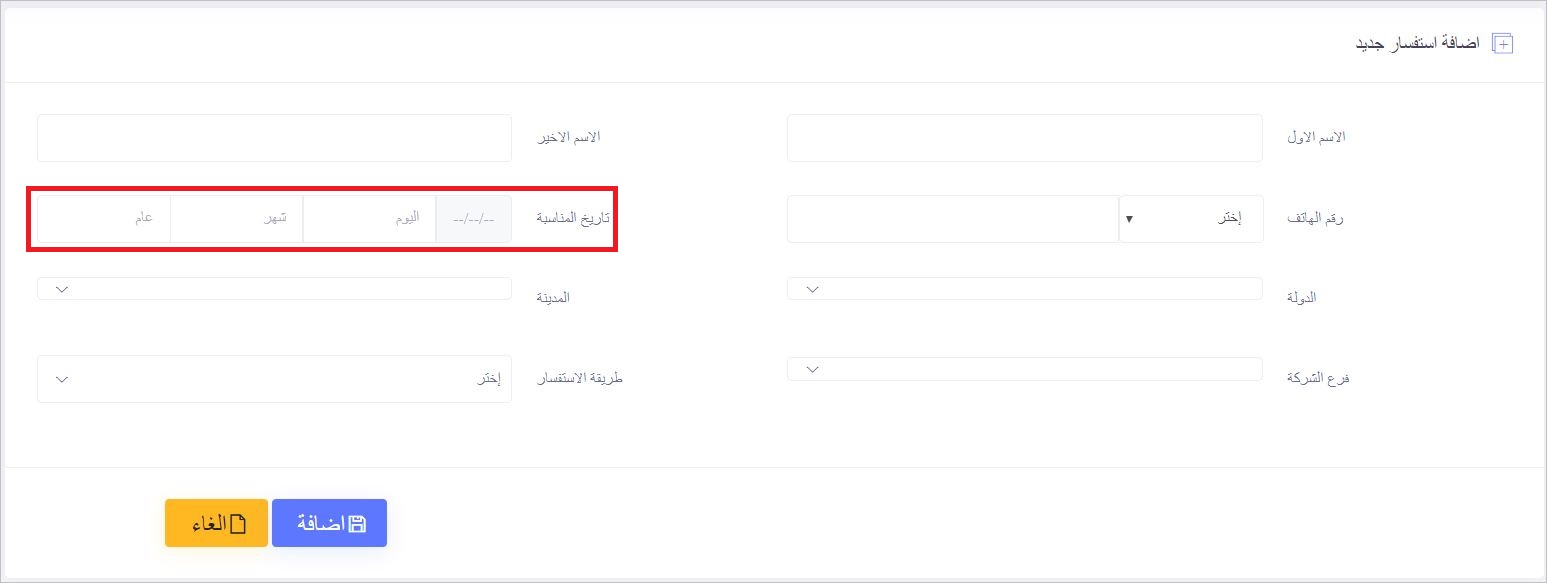 اضافة استفسار جديد
الاسم الاول
الاسم الاخير
رقم الهاتف إختر
تاريخ المناسبة --/--/-- اليوم شهر عام
الدولة
المدينة
فرع الشركة
طريقة الاستفسار إختر
اضافة الغاء